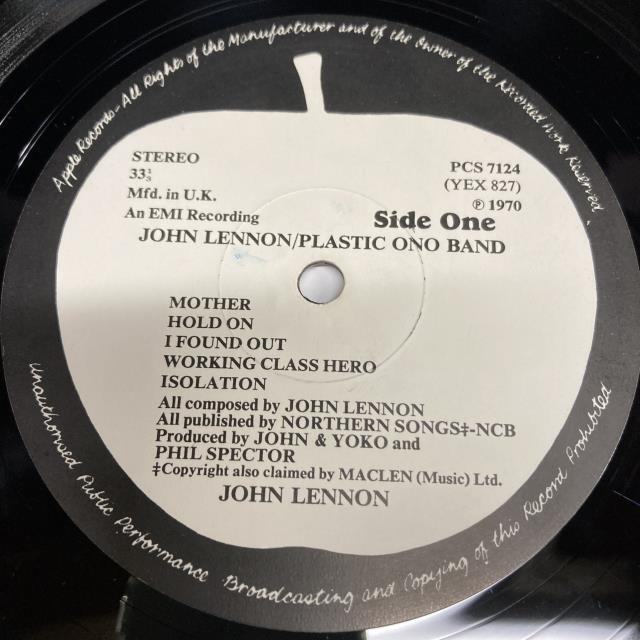 Apple Records-All Rights of the Manufacturer and of the Owner of the Recorded Work Reserved
STEREO
33⅓
Mfd. in U.K.
An EMI Recording
PCS 7124
(YEX 827)
℗ 1970
Side One
JOHN LENNON/PLASTIC ONO BAND
MOTHER
HOLD ON
I FOUND OUT
WORKING CLASS HERO
ISOLATION
All composed by JOHN LENNON
All published by NORTHERN SONGS‡-NCB
Produced by JOHN & YOKO and
PHIL SPECTOR
‡Copyright also claimed by MACLEN (Music) Ltd.
JOHN LENNON
Unauthorised Public Performance Broadcasting and Copying of this Record Prohibited